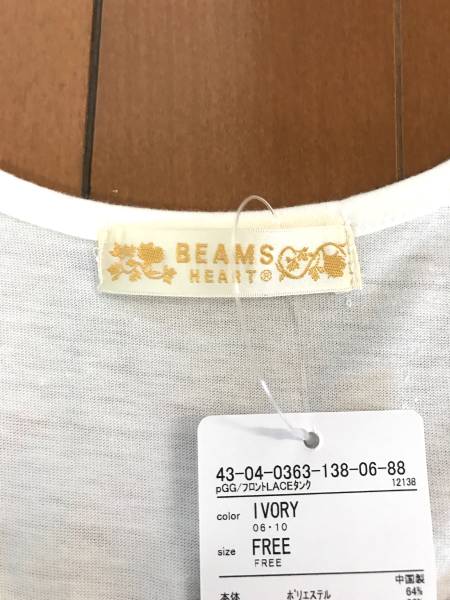 BEAMS
HEART®
43-04-0363-138-06-88
pGG/フロントLACEタンク 12138
color IVORY
06・10
size FREE
FREE
中国製
本体 ポリエステル 64%